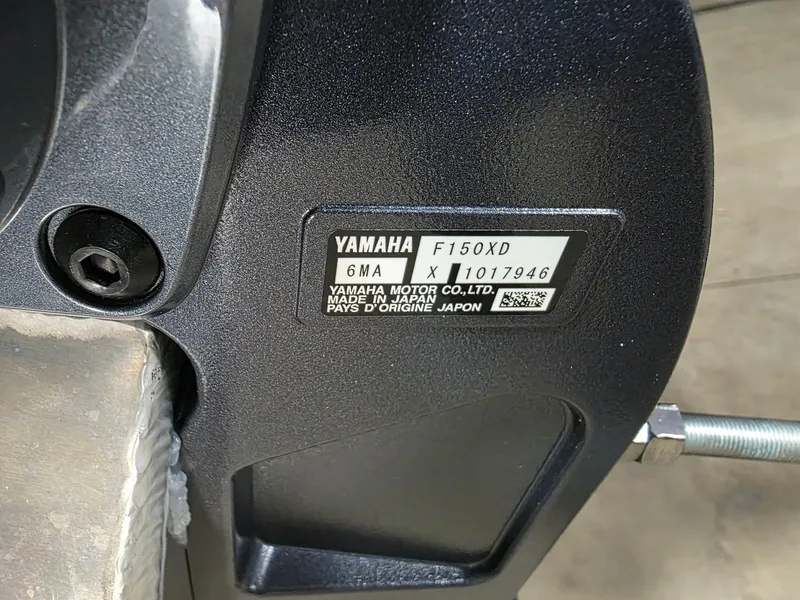 YAMAHA F150XD
6MA X 1017946
YAMAHA MOTOR CO.,LTD.
MADE IN JAPAN
PAYS D'ORIGINE JAPON